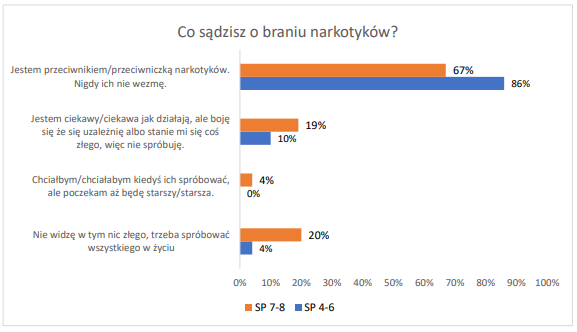 Co sądzisz o braniu narkotyków?
Jestem przeciwnikiem/przeciwniczką narkotyków.
Nigdy ich nie wezmę.
67%
86%
Jestem ciekawy/ciekawa jak działają, ale boję
się że się uzależnię albo stanie mi się coś
złego, więc nie spróbuję.
19%
10%
Chciałbym/chciałabym kiedyś ich spróbować,
ale poczekam aż będę starszy/starsza.
4%
0%
Nie widzę w tym nic złego, trzeba spróbować
wszystkiego w życiu
20%
4%
0% 10% 20% 30% 40% 50% 60% 70% 80% 90% 100%
SP 7-8 SP 4-6